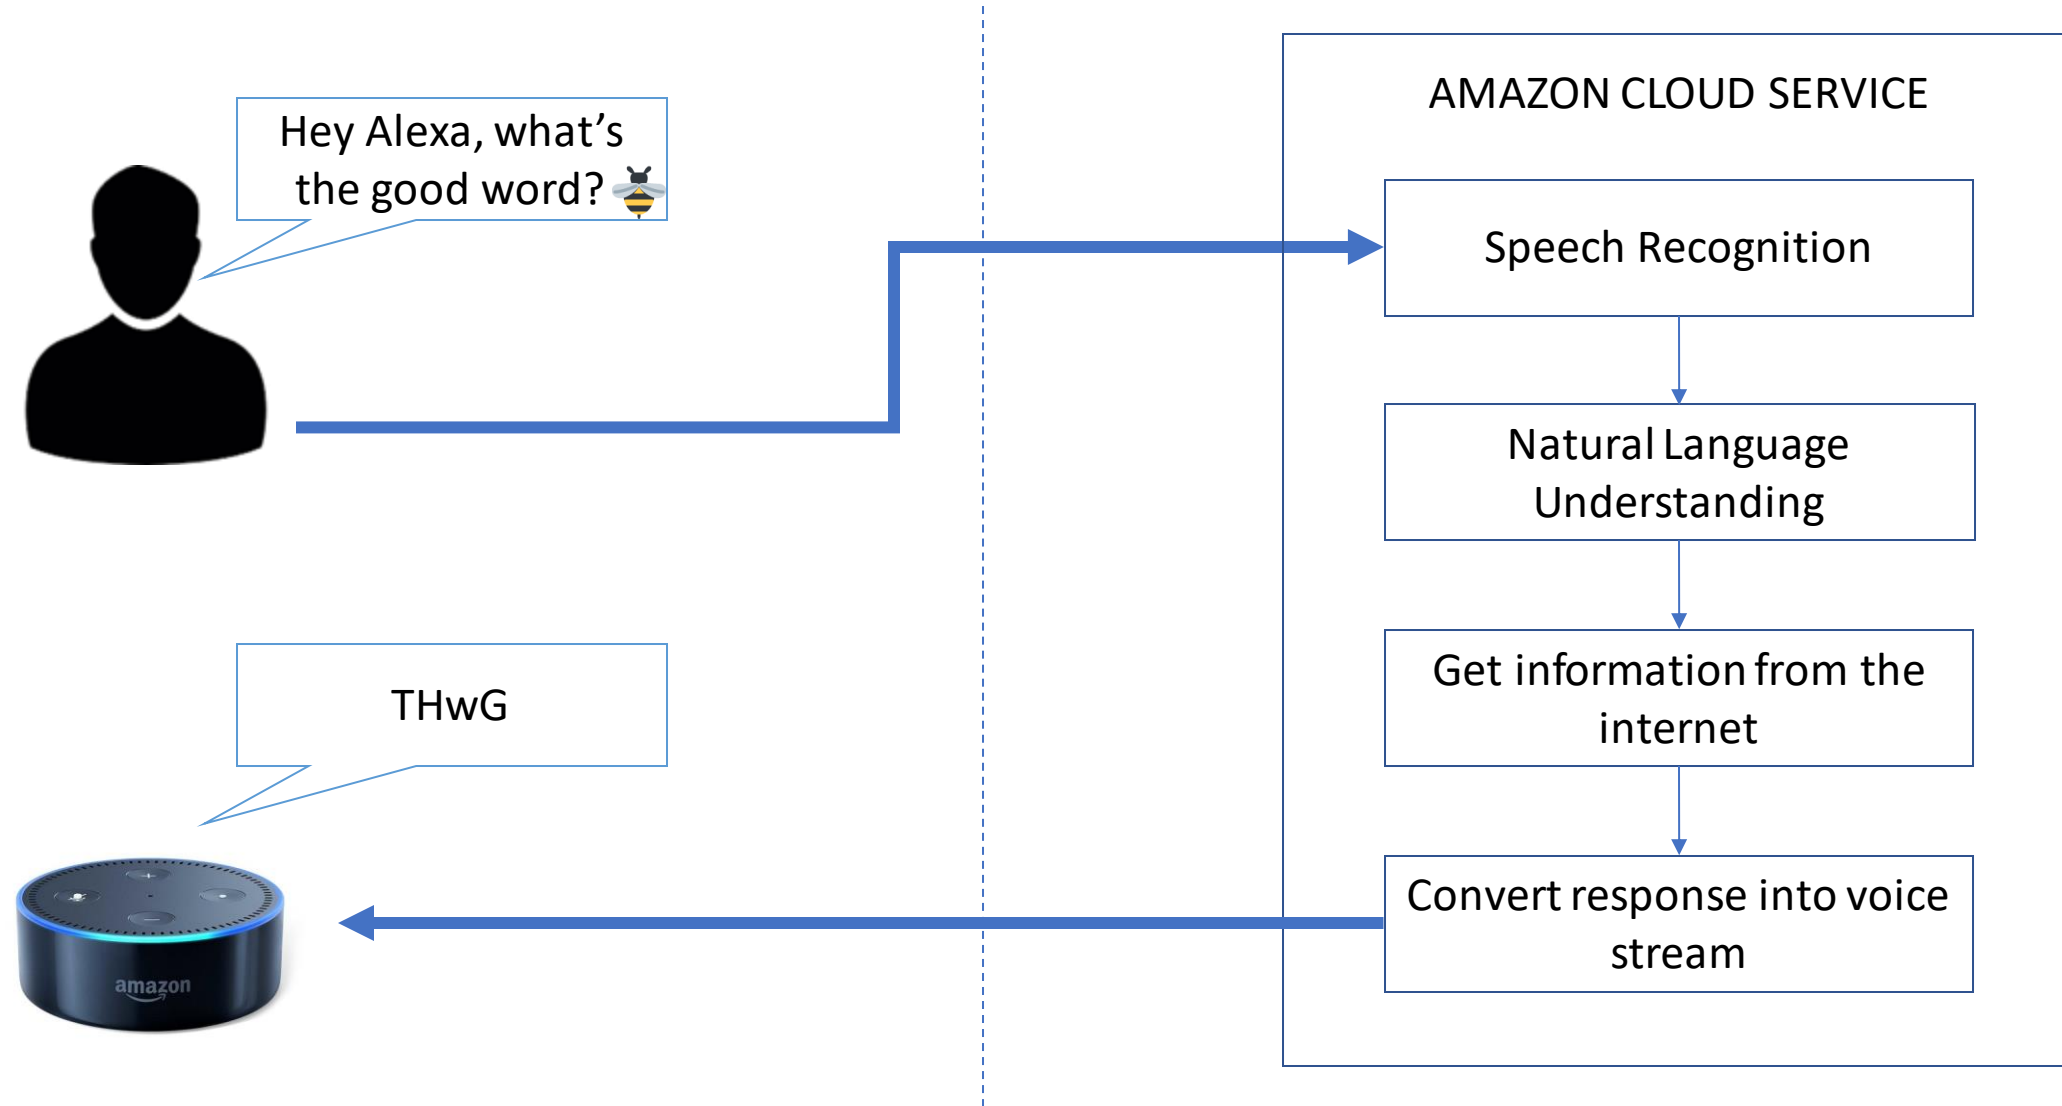 AMAZON CLOUD SERVICE
Hey Alexa, what’s
the good word?
Speech Recognition
Natural Language
Understanding
Get information from the
internet
THwG
Convert response into voice
stream
amazon